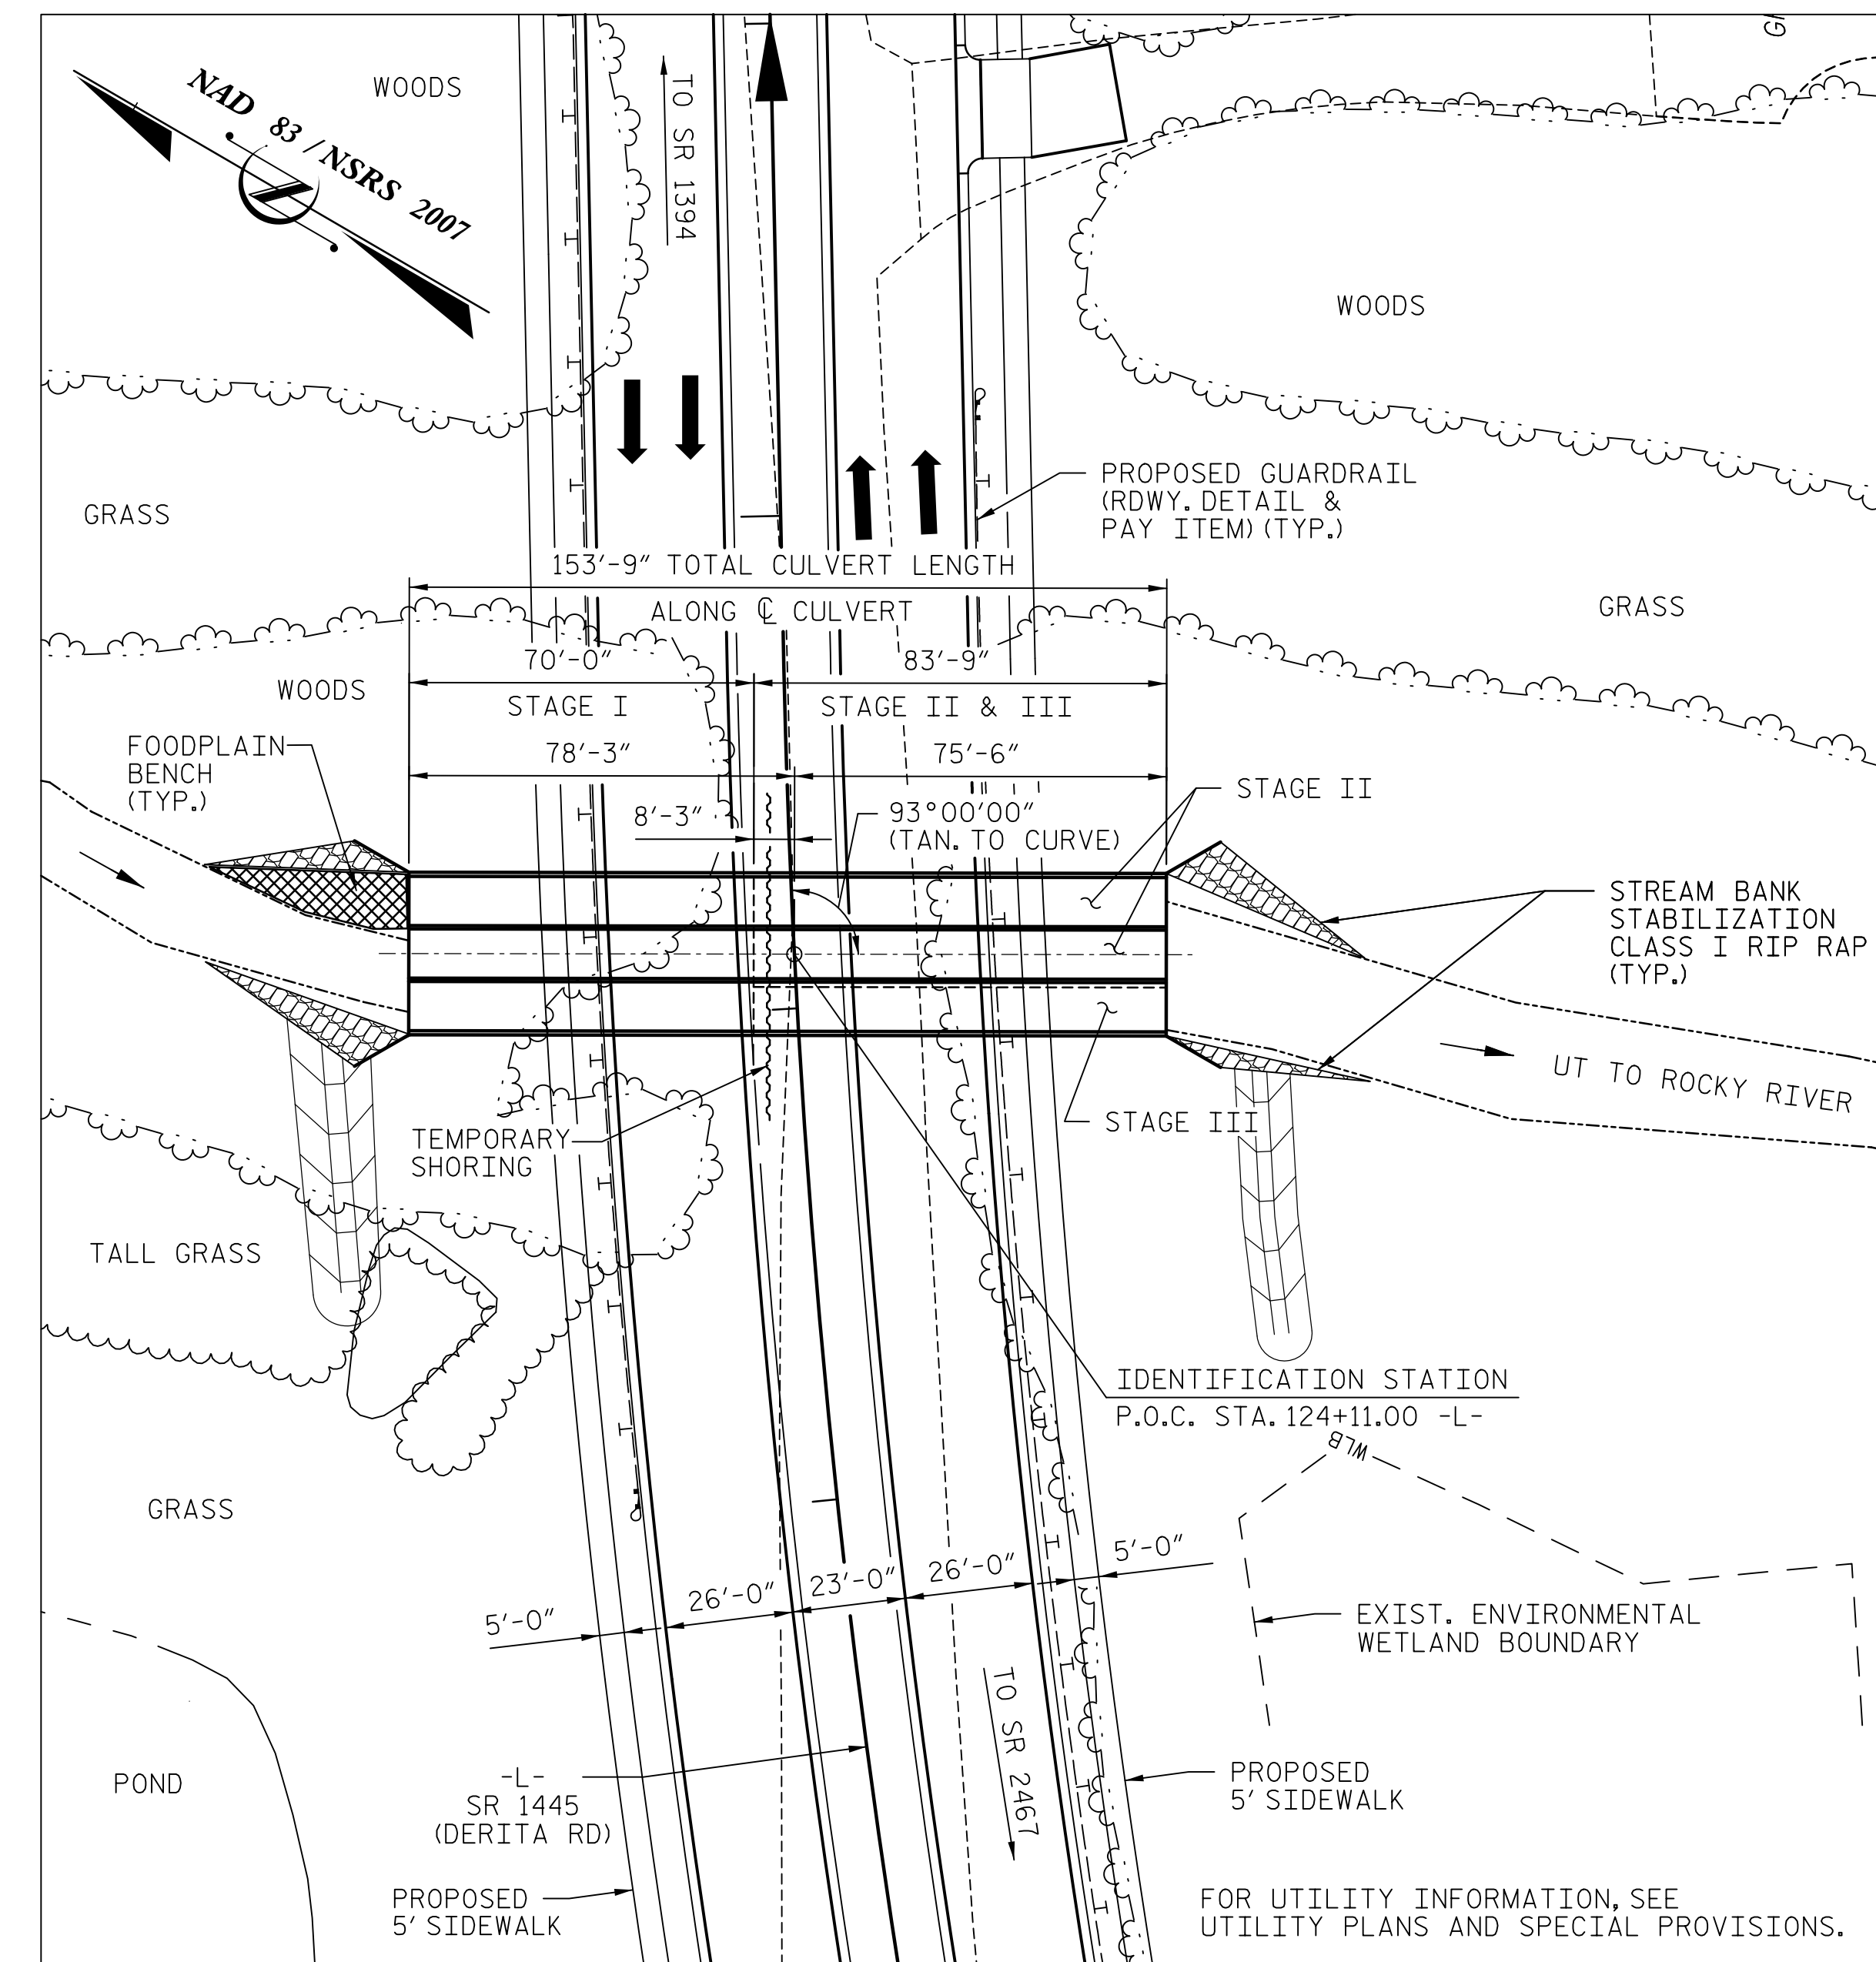 NAD 83 / NSRS 2007
WOODS
TO SR 1394
WOODS
GRASS
PROPOSED GUARDRAIL
(RDWY. DETAIL &
PAY ITEM) (TYP.)
153'-9" TOTAL CULVERT LENGTH
ALONG ℄ CULVERT
GRASS
70'-0"
83'-9"
WOODS
STAGE I
STAGE II & III
FOODPLAIN
BENCH
(TYP.)
78'-3"
75'-6"
STAGE II
8'-3"
93°00'00"
(TAN. TO CURVE)
STREAM BANK
STABILIZATION
CLASS I RIP RAP
(TYP.)
UT TO ROCKY RIVER
STAGE III
TEMPORARY
SHORING
TALL GRASS
IDENTIFICATION STATION
P.O.C. STA. 124+11.00 -L-
WLB
GRASS
5'-0"
26'-0"
23'-0"
26'-0"
5'-0"
EXIST. ENVIRONMENTAL
WETLAND BOUNDARY
TO SR 2467
POND
-L-
SR 1445
(DERITA RD)
PROPOSED
5' SIDEWALK
PROPOSED
5' SIDEWALK
FOR UTILITY INFORMATION, SEE
UTILITY PLANS AND SPECIAL PROVISIONS.